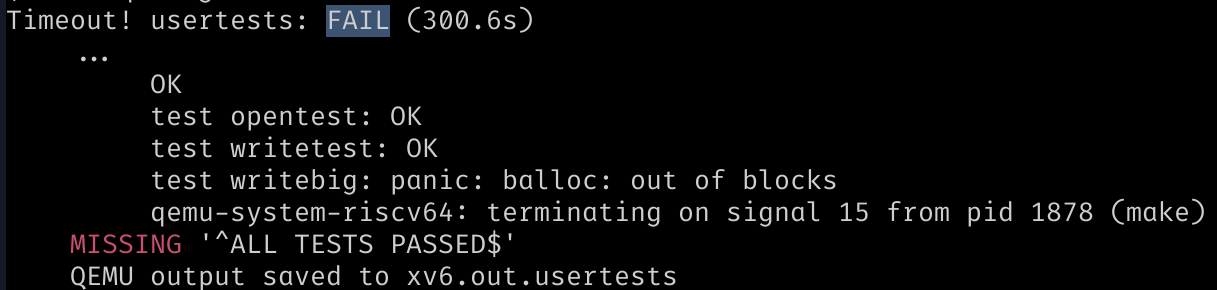 Timeout! usertests: FAIL (300.6s)
...
OK
test opentest: OK
test writetest: OK
test writebig: panic: balloc: out of blocks
qemu-system-riscv64: terminating on signal 15 from pid 1878 (make)
MISSING '^ALL TESTS PASSED$'
QEMU output saved to xv6.out.usertests